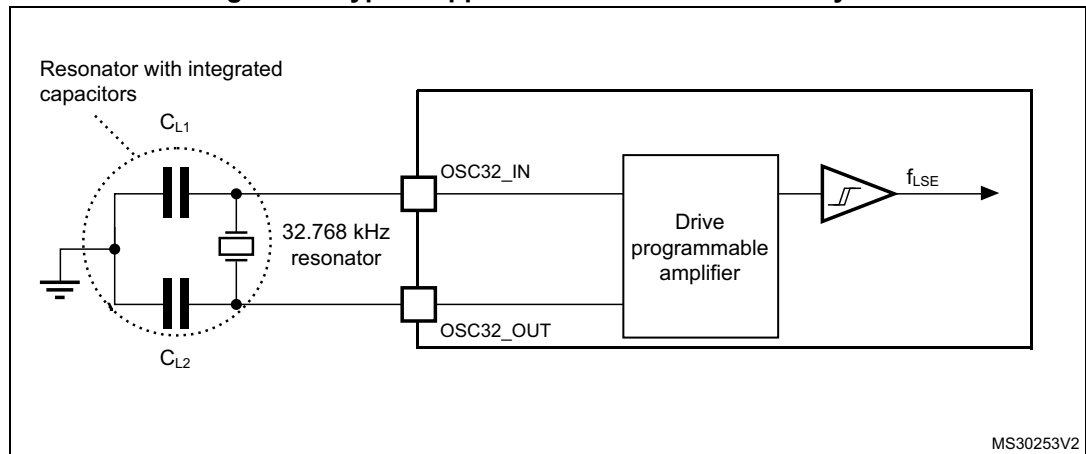 Resonator with integrated
capacitors
CL1
OSC32_IN
fLSE
32.768 kHz
resonator
Drive
programmable
amplifier
OSC32_OUT
CL2
MS30253V2